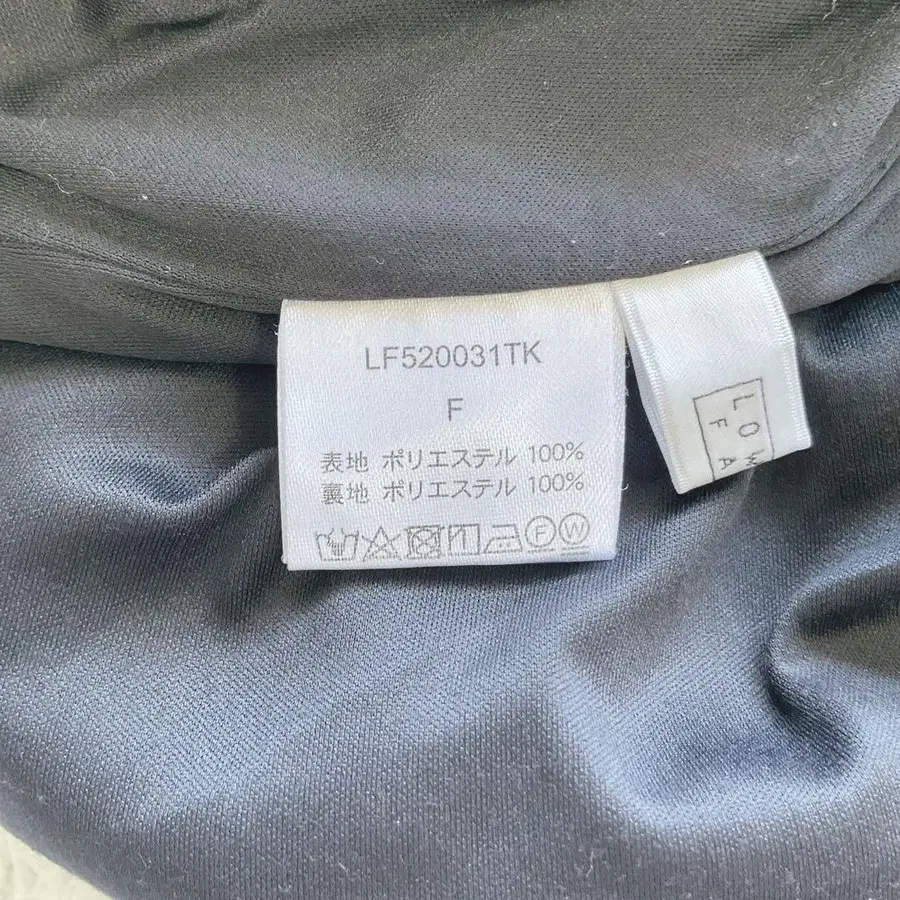 LF520031TK
F
表地 ポリエステル 100%
裏地 ポリエステル 100%
F W
LOW
FA